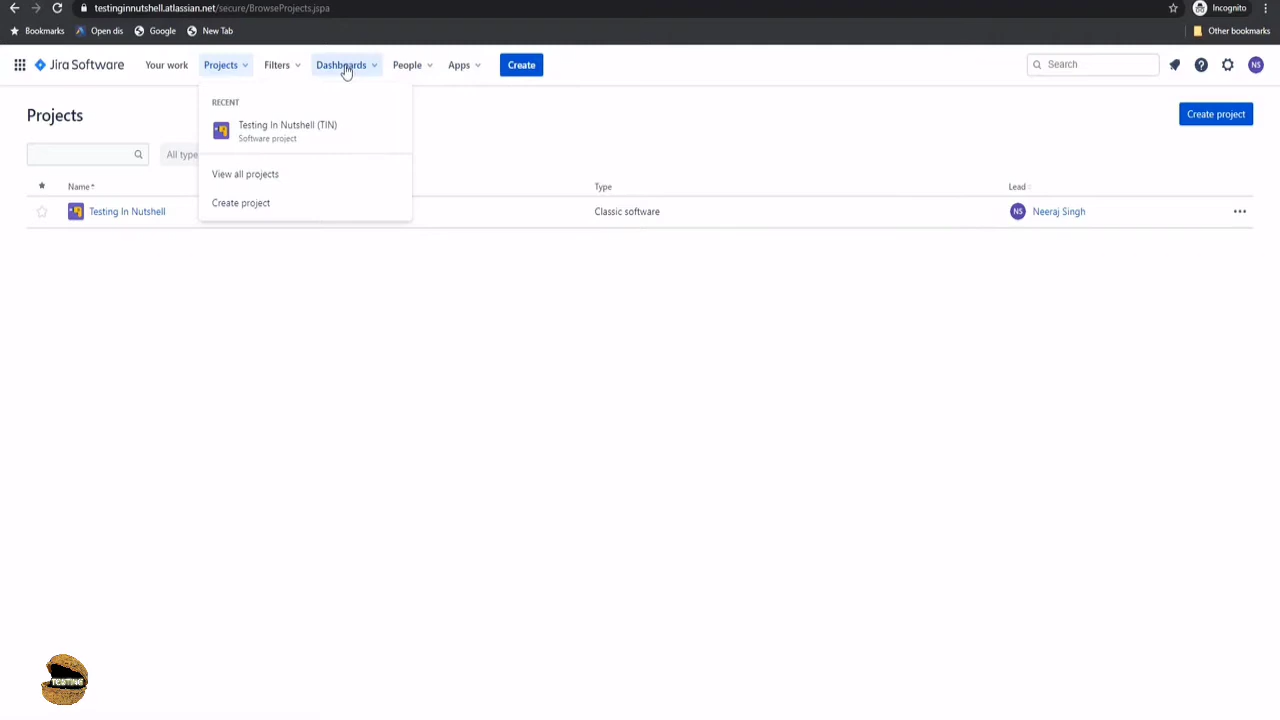 testinginnutshell.atlassian.net/secure/BrowseProjects.jspa
Incognito
Bookmarks
Open dis
Google
New Tab
Other bookmarks
Jira Software
Your work
Projects
Filters
Dashboards
People
Apps
Create
Search
NS
Projects
Create project
RECENT
Testing In Nutshell (TIN)
Software project
All type
View all projects
Create project
Name
Type
Lead
Testing In Nutshell
Classic software
NS
Neeraj Singh
TESTING